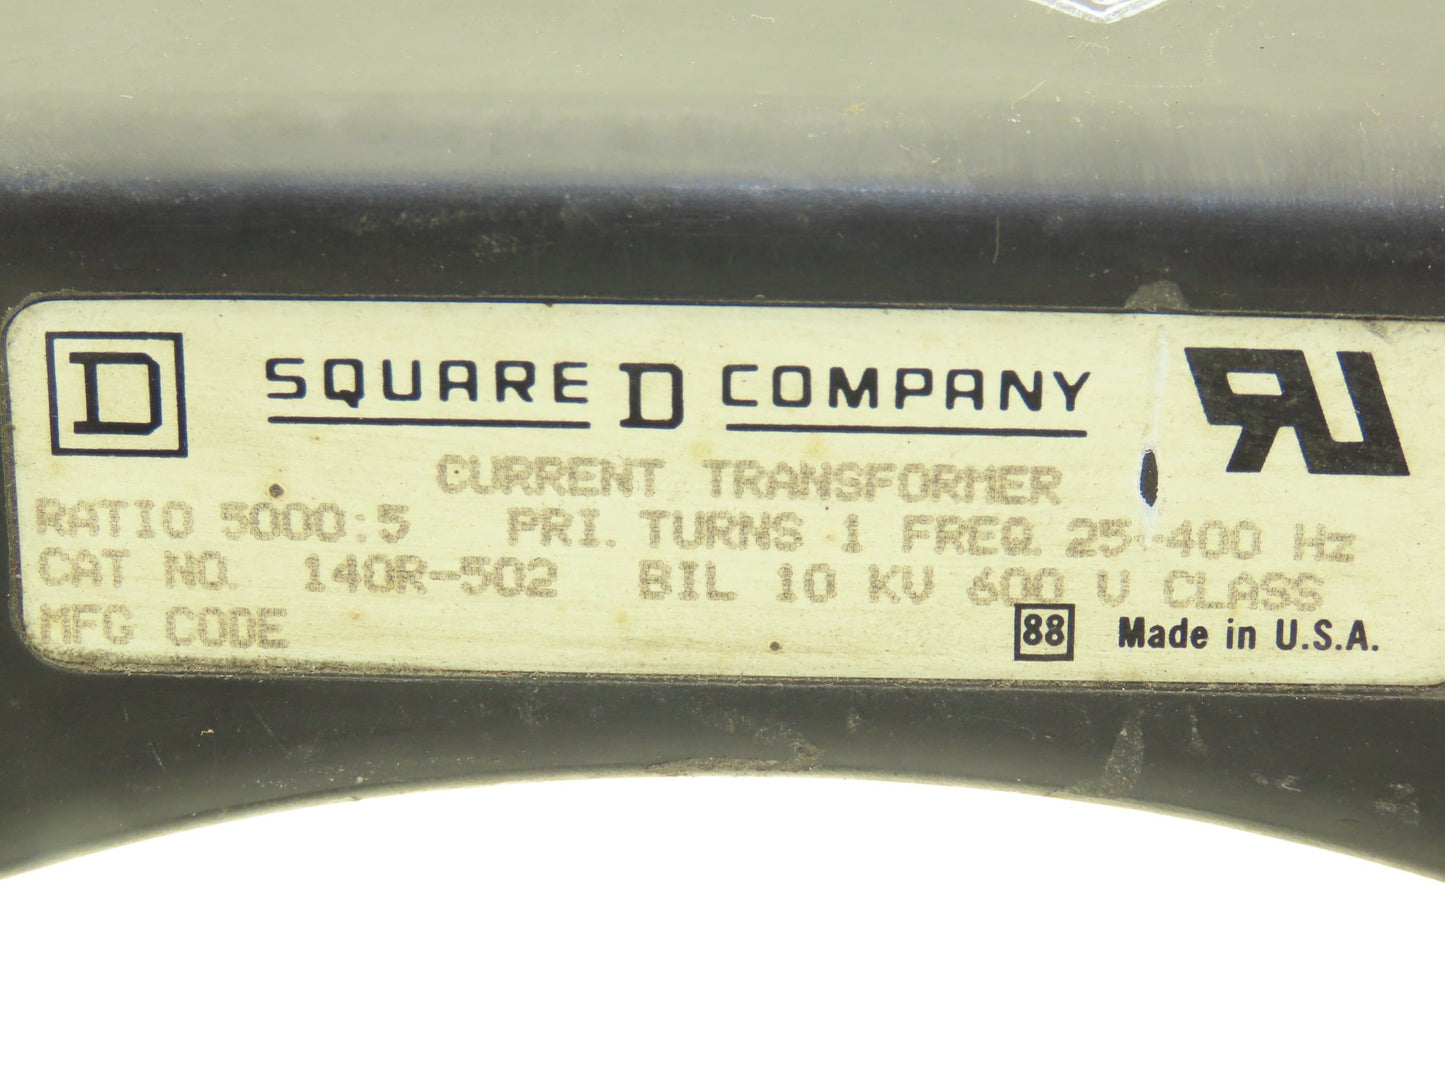 D SQUARE D COMPANY RU
CURRENT TRANSFORMER
RATIO 5000:5 PRI. TURNS 1 FREQ. 25-400 Hz
CAT NO. 140R-502 BIL 10 KV 600 V CLASS
MFG CODE 88 Made in U.S.A.